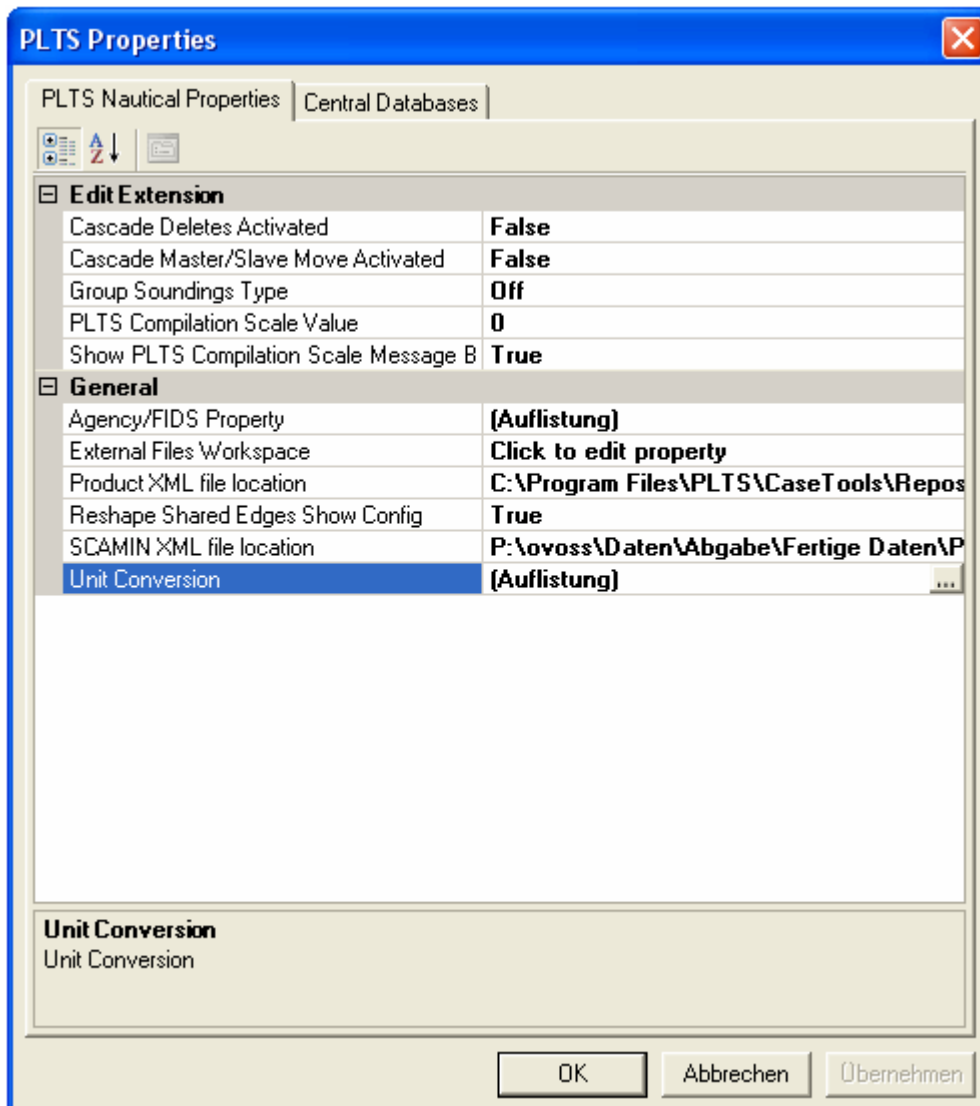 PLTS Properties
PLTS Nautical Properties Central Databases
Edit Extension
Cascade Deletes Activated False
Cascade Master/Slave Move Activated False
Group Soundings Type Off
PLTS Compilation Scale Value 0
Show PLTS Compilation Scale Message B True
General
Agency/FIDS Property (Auflistung)
External Files Workspace Click to edit property
Product XML file location C:\Program Files\PLTS\CaseTools\Repos
Reshape Shared Edges Show Config True
SCAMIN XML file location P:\ovoss\Daten\Abgabe\Fertige Daten\P
Unit Conversion (Auflistung) ...
Unit Conversion
Unit Conversion
OK Abbrechen Übernehmen